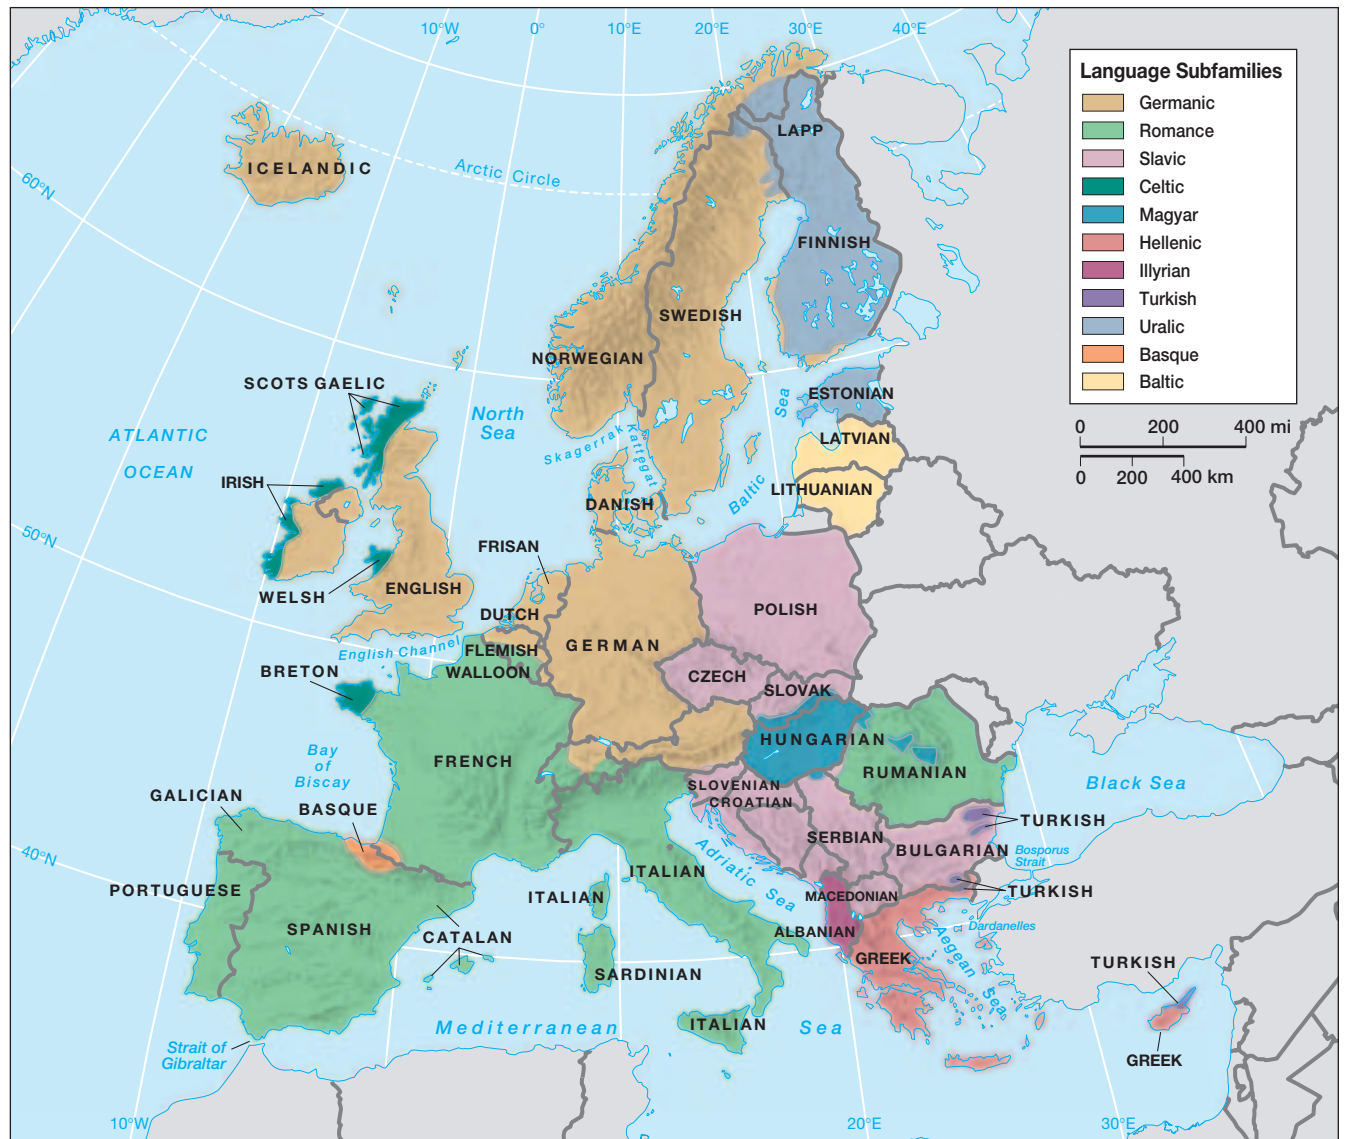 10°W
0°
10°E
20°E
30°E
40°E
Language Subfamilies
Germanic
Romance
Slavic
Celtic
Magyar
Hellenic
Illyrian
Turkish
Uralic
Basque
Baltic
0 200 400 mi
0 200 400 km
60°N
50°N
40°N
ICELANDIC
Arctic Circle
LAPP
FINNISH
SWEDISH
NORWEGIAN
SCOTS GAELIC
North
Sea
ESTONIAN
Baltic Sea
Skagerrak
Kattegat
LATVIAN
ATLANTIC
OCEAN
IRISH
LITHUANIAN
DANISH
FRISAN
WELSH
ENGLISH
DUTCH
POLISH
English Channel
FLEMISH
GERMAN
WALLOON
BRETON
CZECH
SLOVAK
HUNGARIAN
Bay
of
Biscay
FRENCH
RUMANIAN
Black Sea
SLOVENIAN
CROATIAN
GALICIAN
BASQUE
TURKISH
SERBIAN
BULGARIAN
Bosporus
Strait
Adriatic Sea
ITALIAN
PORTUGUESE
ITALIAN
MACEDONIAN
TURKISH
SPANISH
CATALAN
ALBANIAN
Dardanelles
GREEK
Aegean Sea
SARDINIAN
TURKISH
ITALIAN
Mediterranean Sea
Strait of
Gibraltar
GREEK
10°W
20°E
30°E